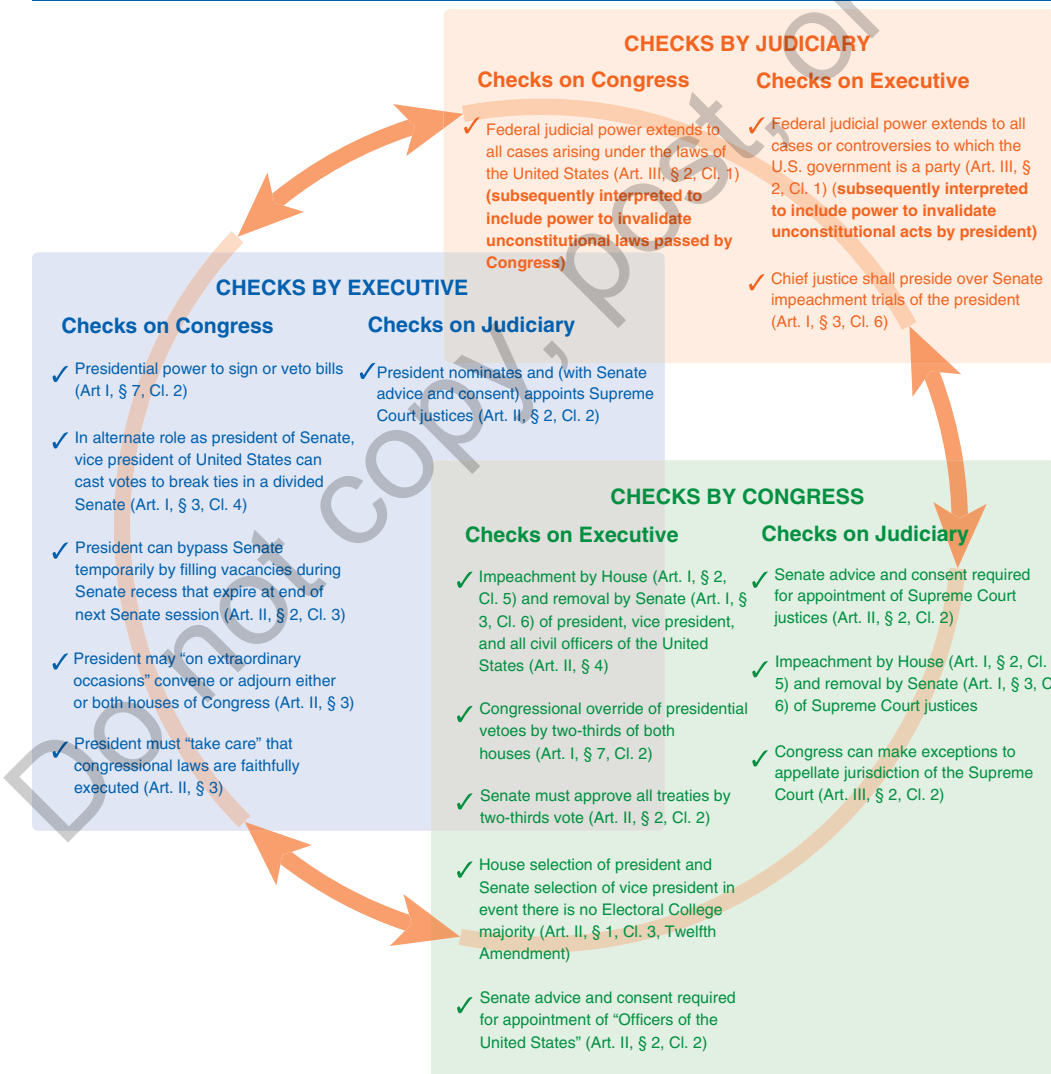 CHECKS BY JUDICIARY
Checks on Congress
✓ Federal judicial power extends to
all cases arising under the laws of
the United States (Art. III, § 2, Cl. 1)
(subsequently interpreted to
include power to invalidate
unconstitutional laws passed by
Congress)
Checks on Executive
✓ Federal judicial power extends to all
cases or controversies to which the
U.S. government is a party (Art. III, §
2, Cl. 1) (subsequently interpreted
to include power to invalidate
unconstitutional acts by president)
✓ Chief justice shall preside over Senate
impeachment trials of the president
(Art. I, § 3, Cl. 6)
CHECKS BY EXECUTIVE
Checks on Congress
✓ Presidential power to sign or veto bills
(Art I, § 7, Cl. 2)
✓ In alternate role as president of Senate,
vice president of United States can
cast votes to break ties in a divided
Senate (Art. I, § 3, Cl. 4)
✓ President can bypass Senate
temporarily by filling vacancies during
Senate recess that expire at end of
next Senate session (Art. II, § 2, Cl. 3)
✓ President may “on extraordinary
occasions” convene or adjourn either
or both houses of Congress (Art. II, § 3)
✓ President must “take care” that
congressional laws are faithfully
executed (Art. II, § 3)
Checks on Judiciary
✓ President nominates and (with Senate
advice and consent) appoints Supreme
Court justices (Art. II, § 2, Cl. 2)
CHECKS BY CONGRESS
Checks on Executive
✓ Impeachment by House (Art. I, § 2,
Cl. 5) and removal by Senate (Art. I, §
3, Cl. 6) of president, vice president,
and all civil officers of the United
States (Art. II, § 4)
✓ Congressional override of presidential
vetoes by two-thirds of both
houses (Art. I, § 7, Cl. 2)
✓ Senate must approve all treaties by
two-thirds vote (Art. II, § 2, Cl. 2)
✓ House selection of president and
Senate selection of vice president in
event there is no Electoral College
majority (Art. II, § 1, Cl. 3, Twelfth
Amendment)
✓ Senate advice and consent required
for appointment of “Officers of the
United States” (Art. II, § 2, Cl. 2)
Checks on Judiciary
✓ Senate advice and consent required
for appointment of Supreme Court
justices (Art. II, § 2, Cl. 2)
✓ Impeachment by House (Art. I, § 2, Cl.
5) and removal by Senate (Art. I, § 3, C
6) of Supreme Court justices
✓ Congress can make exceptions to
appellate jurisdiction of the Supreme
Court (Art. III, § 2, Cl. 2)
Do not copy, post, or